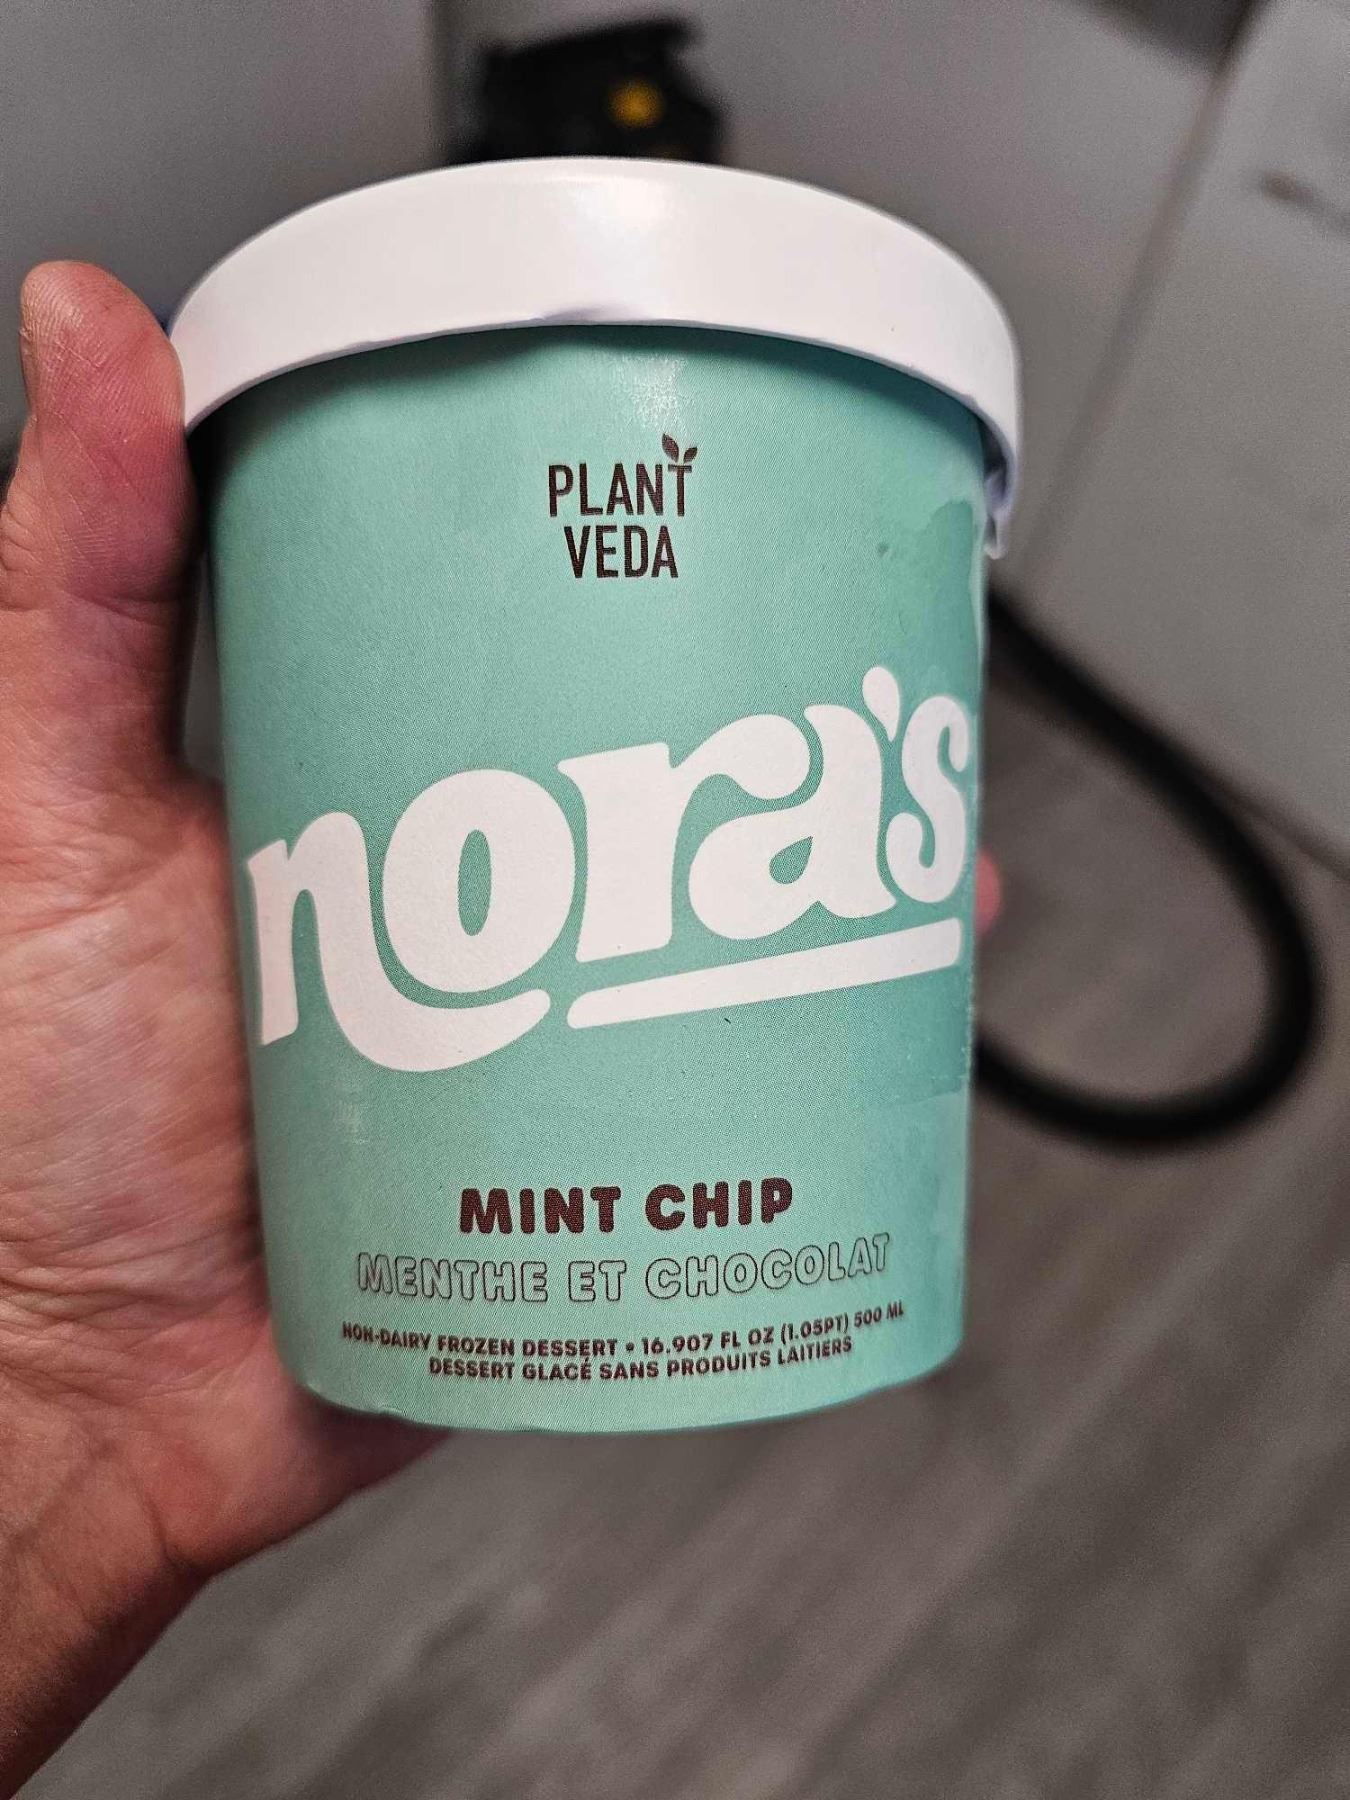 PLANT
VEDA
nora's
MINT CHIP
MENTHE ET CHOCOLAT
NON-DAIRY FROZEN DESSERT • 16.907 FL OZ (1.05PT) 500 ML
DESSERT GLACÉ SANS PRODUITS LAITIERS